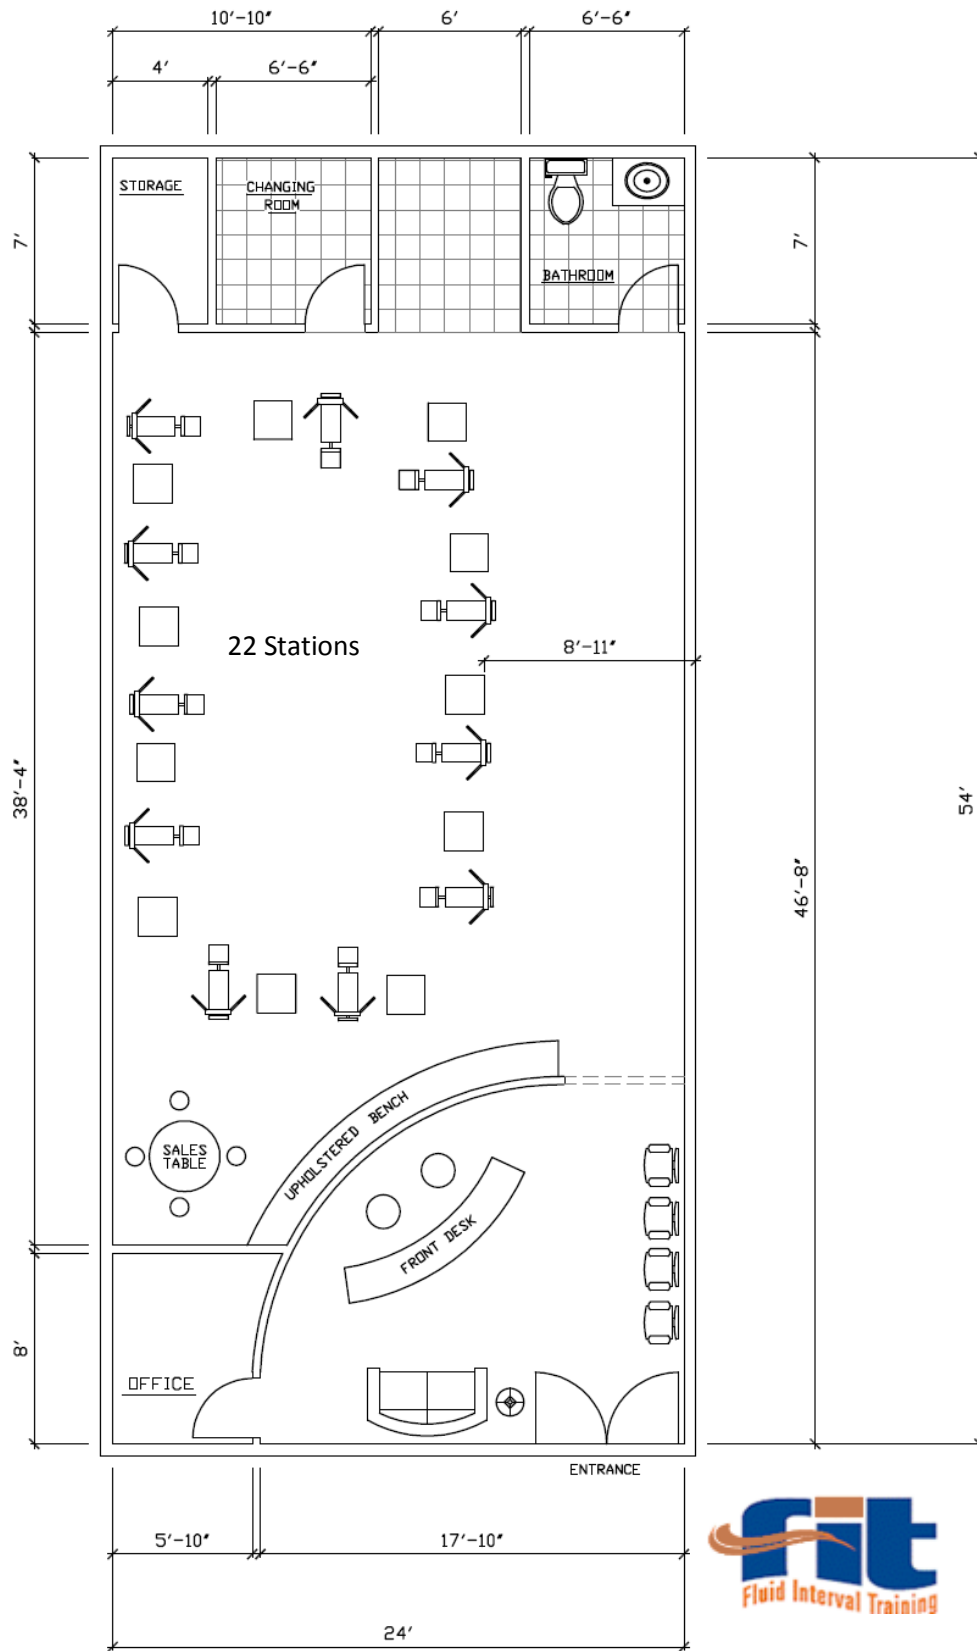 10'-10"
6'
6'-6"
4'
6'-6"
STORAGE
CHANGING
ROOM
BATHROOM
7'
7'
22 Stations
8'-11"
38'-4"
54'
46'-8"
UPHOLSTERED BENCH
SALES
TABLE
FRONT DESK
8'
OFFICE
ENTRANCE
5'-10"
17'-10"
24'
fit
Fluid Interval Training